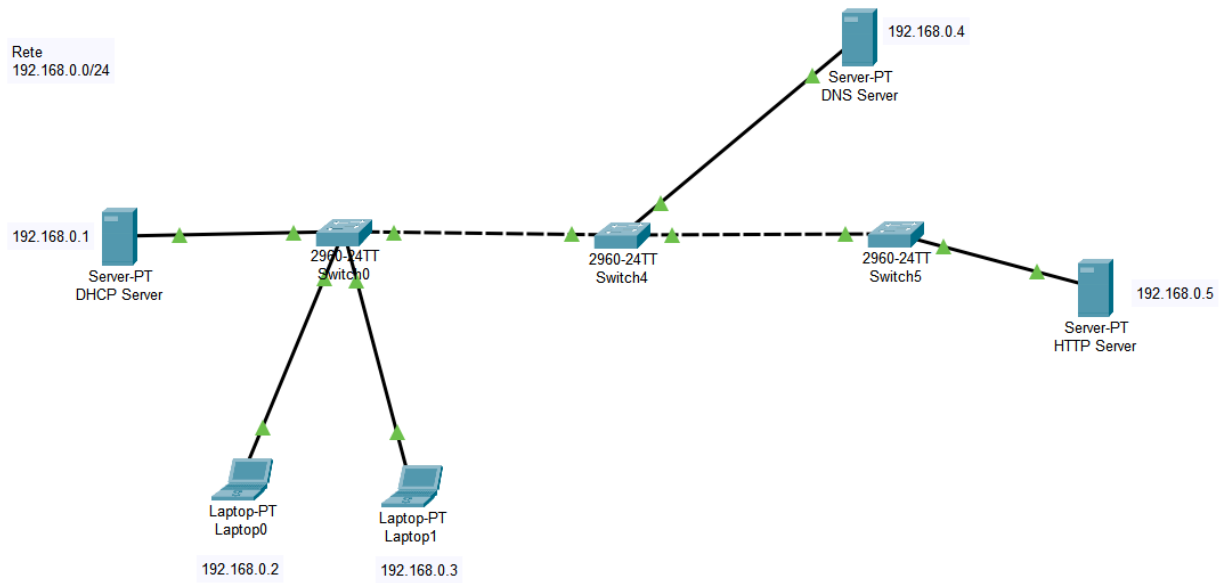 Rete
192.168.0.0/24
192.168.0.4
Server-PT
DNS Server
192.168.0.1
Server-PT
DHCP Server
2960-24TT
Switch0
2960-24TT
Switch4
2960-24TT
Switch5
192.168.0.5
Server-PT
HTTP Server
Laptop-PT
Laptop0
192.168.0.2
Laptop-PT
Laptop1
192.168.0.3